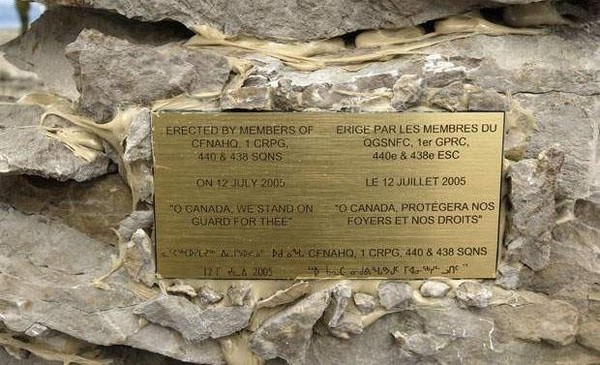 ERECTED BY MEMBERS OF
CFNAHQ, 1 CRPG,
440 & 438 SQNS
ON 12 JULY 2005
"O CANADA, WE STAND ON
GUARD FOR THEE"
ERIGE PAR LES MEMBRES DU
QGSNFC, 1er GPRC,
440e & 438e ESC
LE 12 JUILLET 2005
"O CANADA, PROTÉGERA NOS
FOYERS ET NOS DROITS"
CFNAHQ, 1 CRPG, 440 & 438 SQNS
12 2005